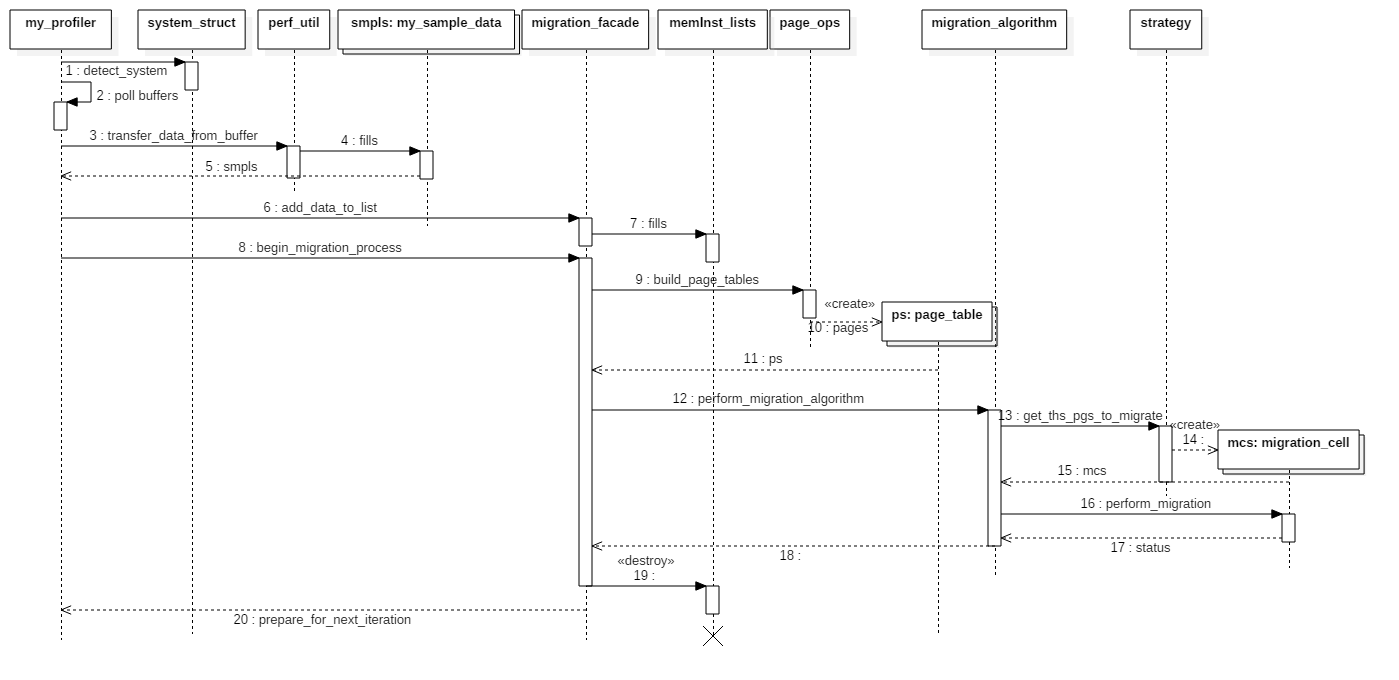 my_profiler
system_struct
perf_util
smpls: my_sample_data
migration_facade
memInst_lists
page_ops
migration_algorithm
strategy
1 : detect_system
2 : poll buffers
3 : transfer_data_from_buffer
4 : fills
5 : smpls
6 : add_data_to_list
7 : fills
8 : begin_migration_process
9 : build_page_tables
«create»
10 : pages
ps: page_table
11 : ps
12 : perform_migration_algorithm
13 : get_ths_pgs_to_migrate
«create»
14 :
mcs: migration_cell
15 : mcs
16 : perform_migration
17 : status
18 :
«destroy»
19 :
20 : prepare_for_next_iteration